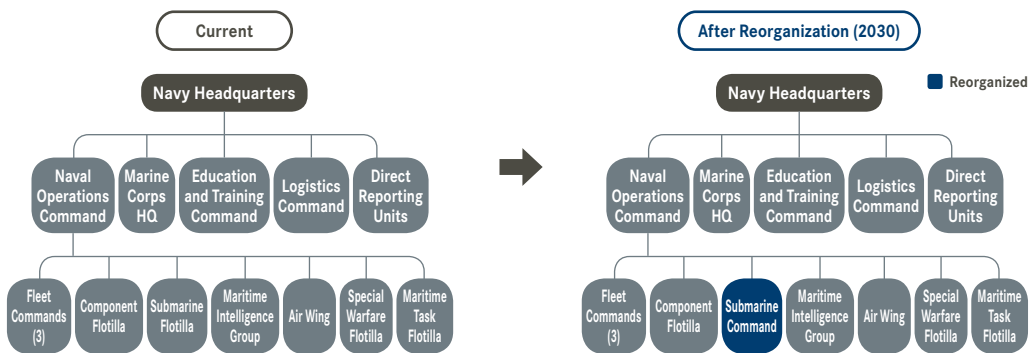 Current
Navy Headquarters
Naval
Operations
Command
Marine
Corps
HQ
Education
and Training
Command
Logistics
Command
Direct
Reporting
Units
Fleet
Commands
(3)
Component
Flotilla
Submarine
Flotilla
Maritime
Intelligence
Group
Air Wing
Special
Warfare
Flotilla
Maritime
Task
Flotilla
After Reorganization (2030)
Reorganized
Navy Headquarters
Naval
Operations
Command
Marine
Corps
HQ
Education
and Training
Command
Logistics
Command
Direct
Reporting
Units
Fleet
Commands
(3)
Component
Flotilla
Submarine
Command
Maritime
Intelligence
Group
Air Wing
Special
Warfare
Flotilla
Maritime
Task
Flotilla